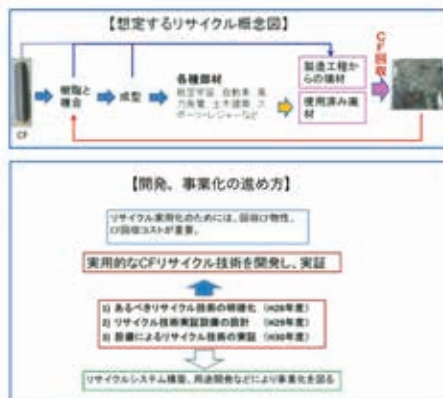 【想定するリサイクル概念図】
CF
樹脂と
複合
成型
各種部材
航空宇宙、自動車、風
力発電、土木建築、ス
ポーツ・レジャーなど
製造工程か
らの端材
使用済み廃
材
CF回収
【開発、事業化の進め方】
リサイクル実用化のためには、回収CF物性、
CF回収コストが重要。
実用的なCFリサイクル技術を開発し、実証
1) あるべきリサイクル技術の明確化 (H28年度)
2) リサイクル技術実証設備の設計 (H29年度)
3) 設備によるリサイクル技術の実証 (H30年度)
リサイクルシステム構築、用途開発などにより事業化を図る